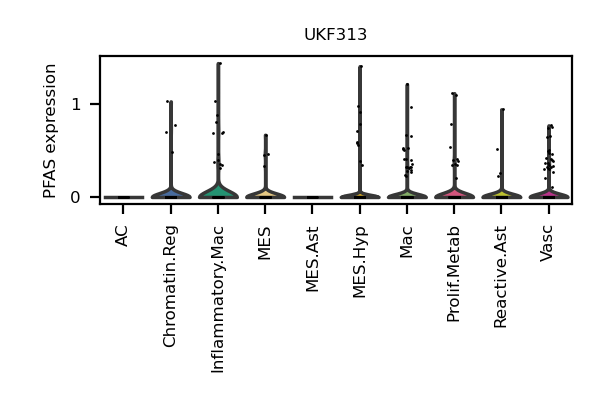 UKF313
PFAS expression
1
0
AC
Chromatin.Reg
Inflammatory.Mac
MES
MES.Ast
MES.Hyp
Mac
Prolif.Metab
Reactive.Ast
Vasc